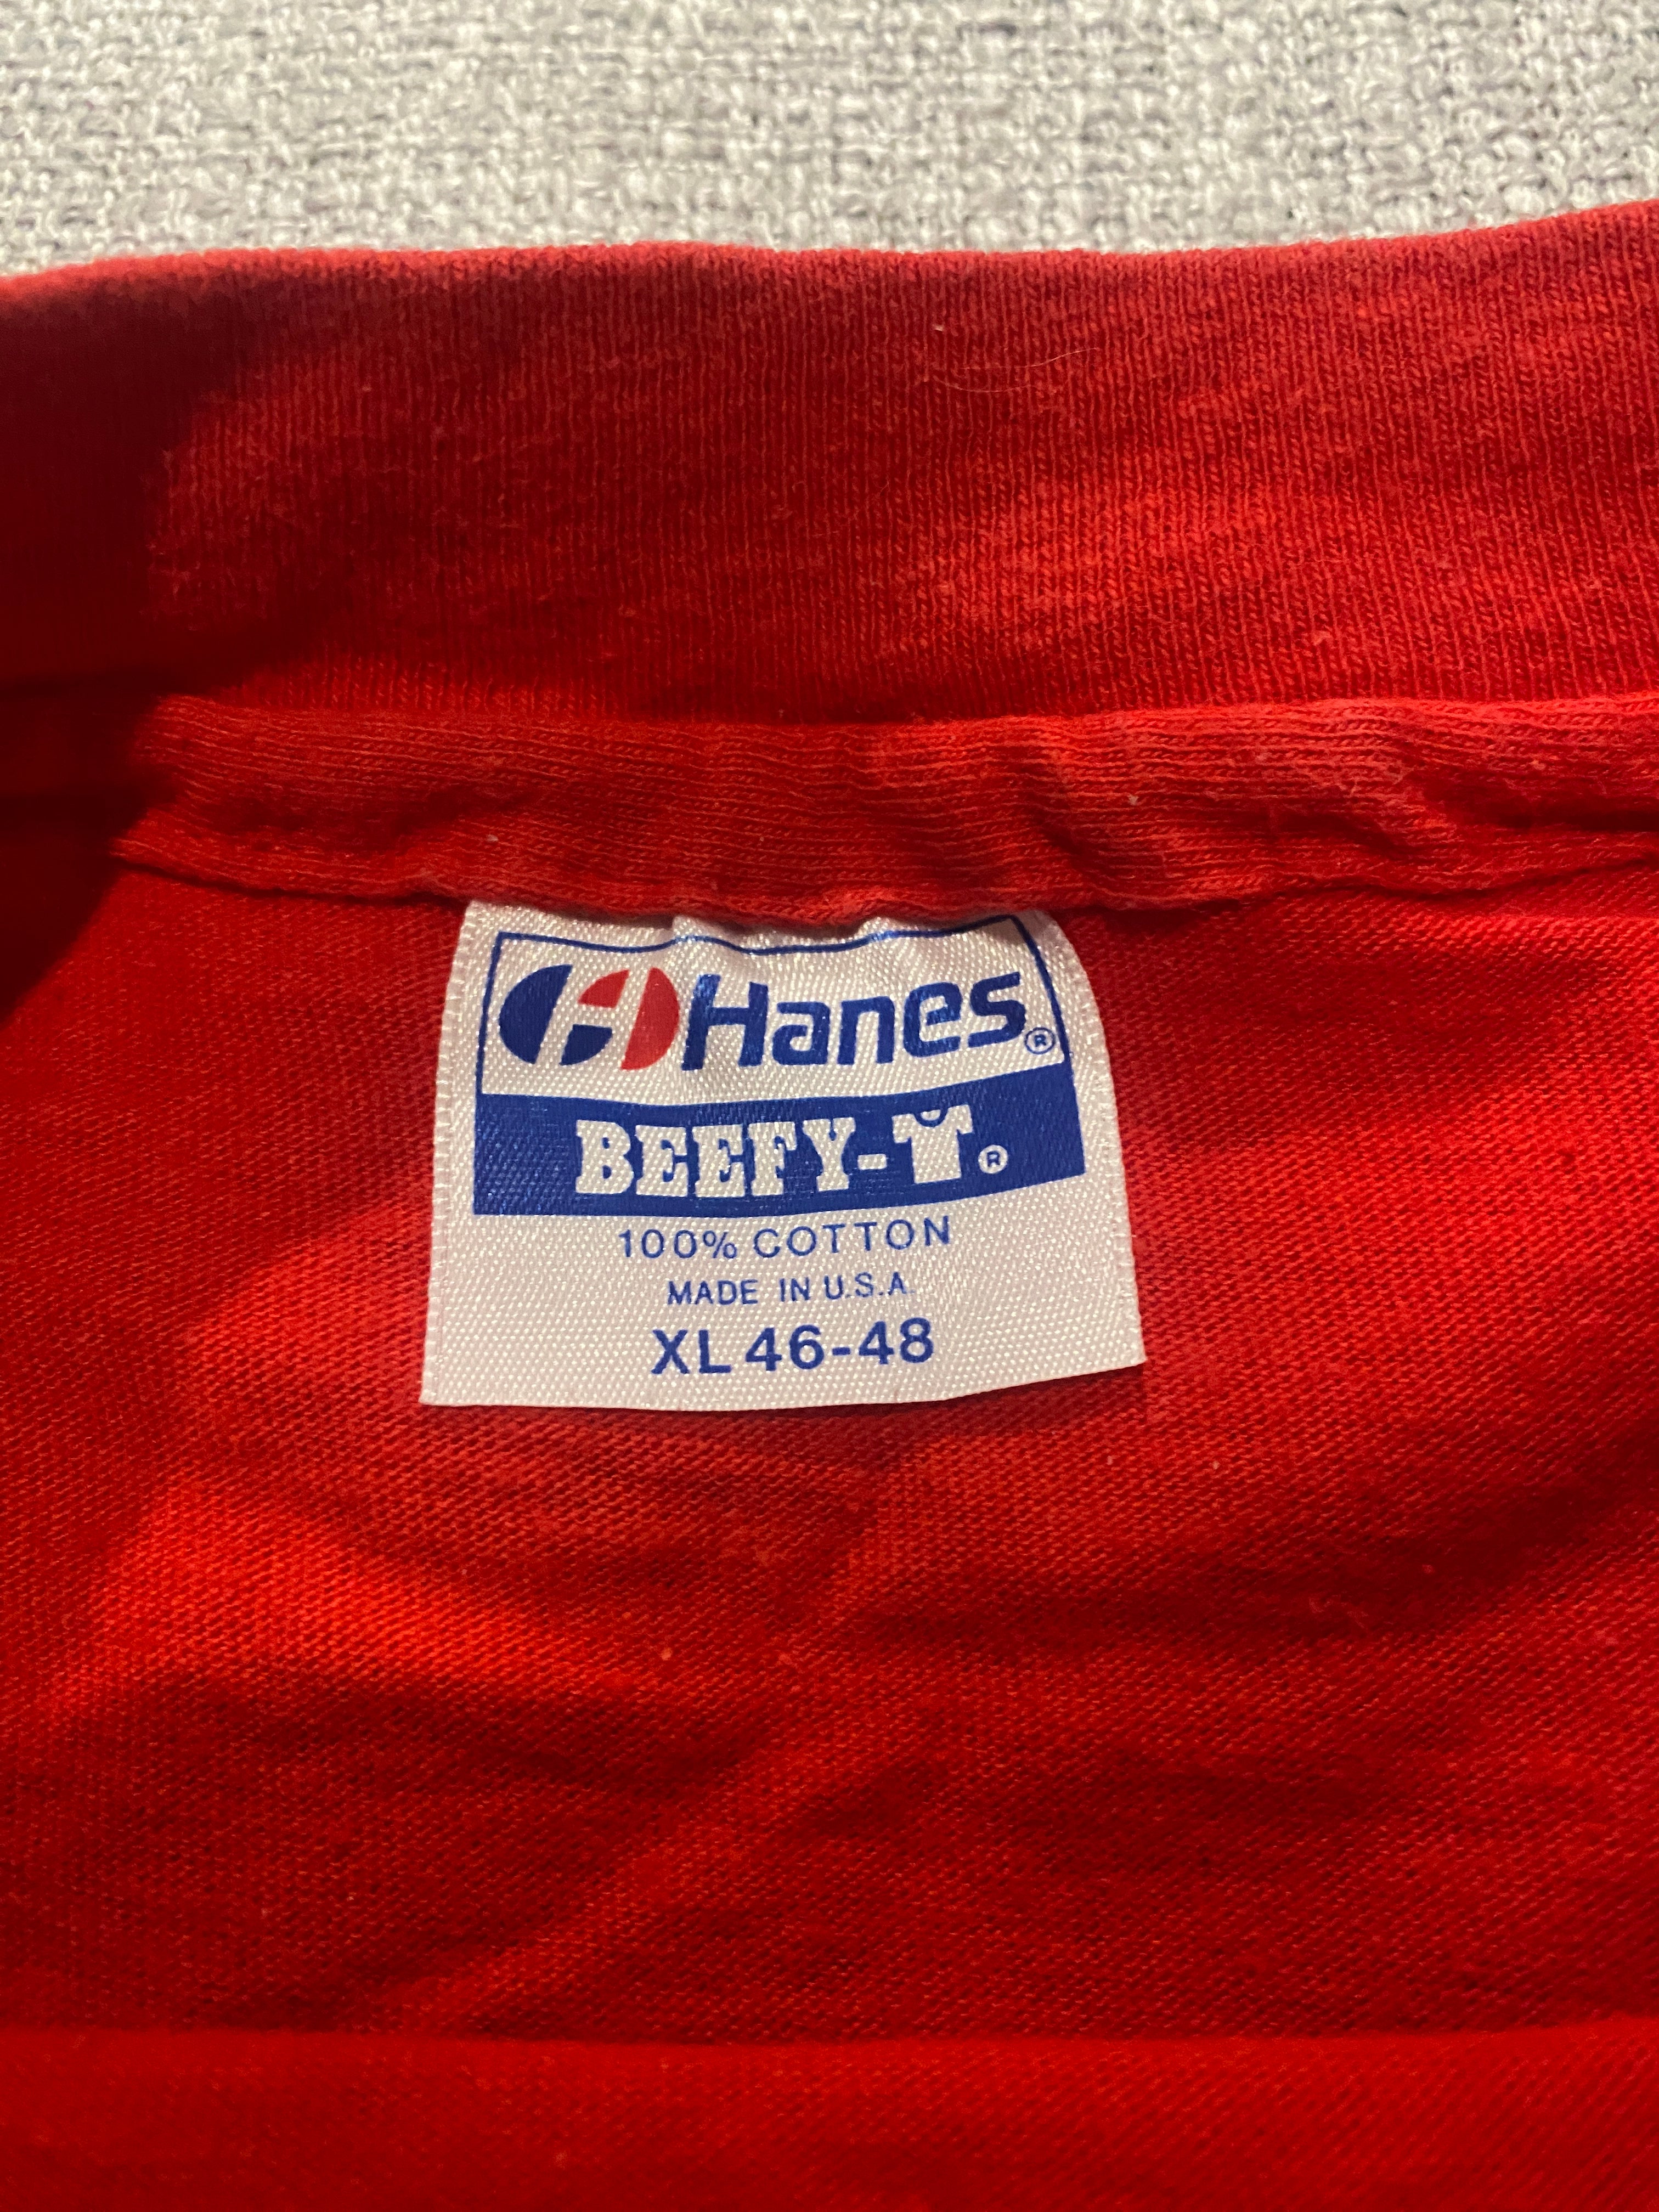 Hanes®
BEEFY-T®
100% COTTON
MADE IN U.S.A.
XL 46-48